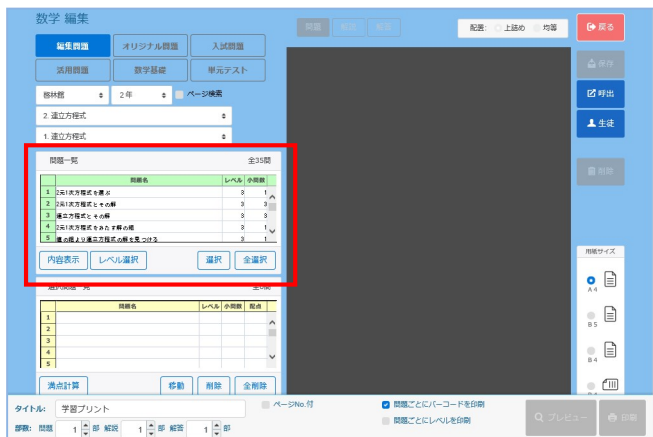 数学 編集
問題 解説 解答
配置: 上詰め 均等
戻る
編集問題 オリジナル問題 入試問題
活用問題 数学基礎 単元テスト
保存
啓林館 2年 ページ検索
呼出
2. 連立方程式
生徒
1. 連立方程式
問題一覧 全35問
削除
問題名 レベル 小問数
1 2元1次方程式を選ぶ 3 1
2 2元1次方程式とその解 3 3
3 連立方程式とその解 3 3
4 2元1次方程式をみたす解の組 3 1
5 値の組より連立方程式の解を見つける 3 1
内容表示 レベル選択 選択 全選択
用紙サイズ
A4
選択問題一覧 全0問
問題名 レベル 小問数 配点
1
2
3
4
5
B5
B4
満点計算 移動 削除 全削除
タイトル: 学習プリント ページNo.付 問題ごとにバーコードを印刷
問題ごとにレベルを印刷
プレビュー 印刷
部数: 問題 1 部 解説 1 部 解答 1 部